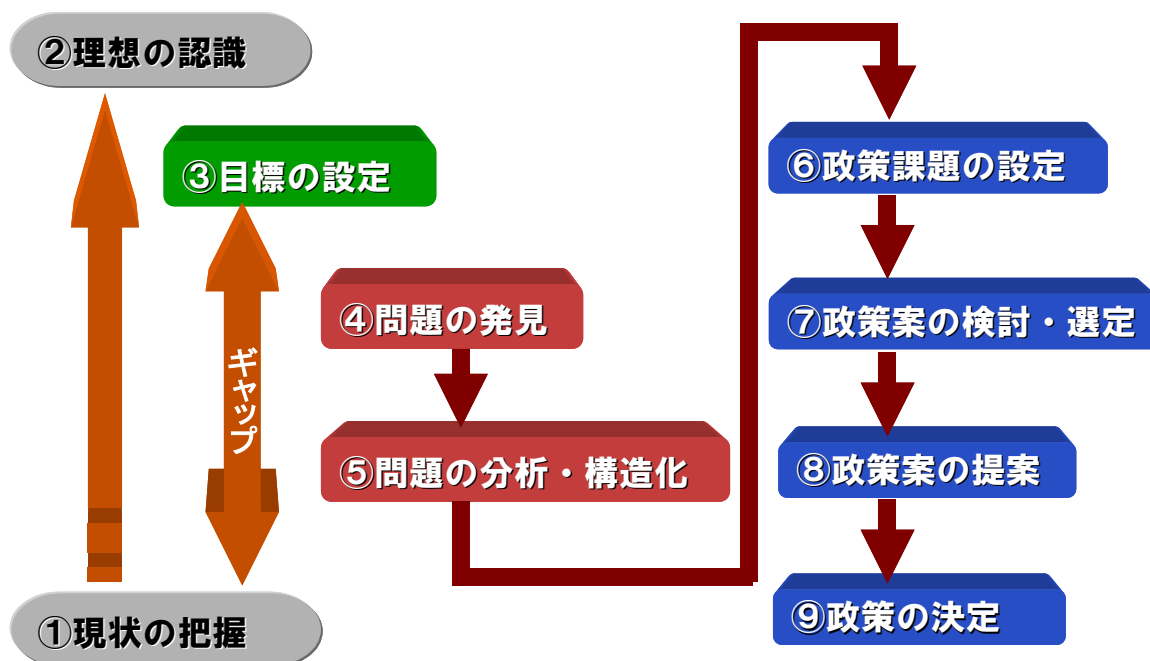 ②理想の認識
③目標の設定
ギャップ
①現状の把握
④問題の発見
⑤問題の分析・構造化
⑥政策課題の設定
⑦政策案の検討・選定
⑧政策案の提案
⑨政策の決定